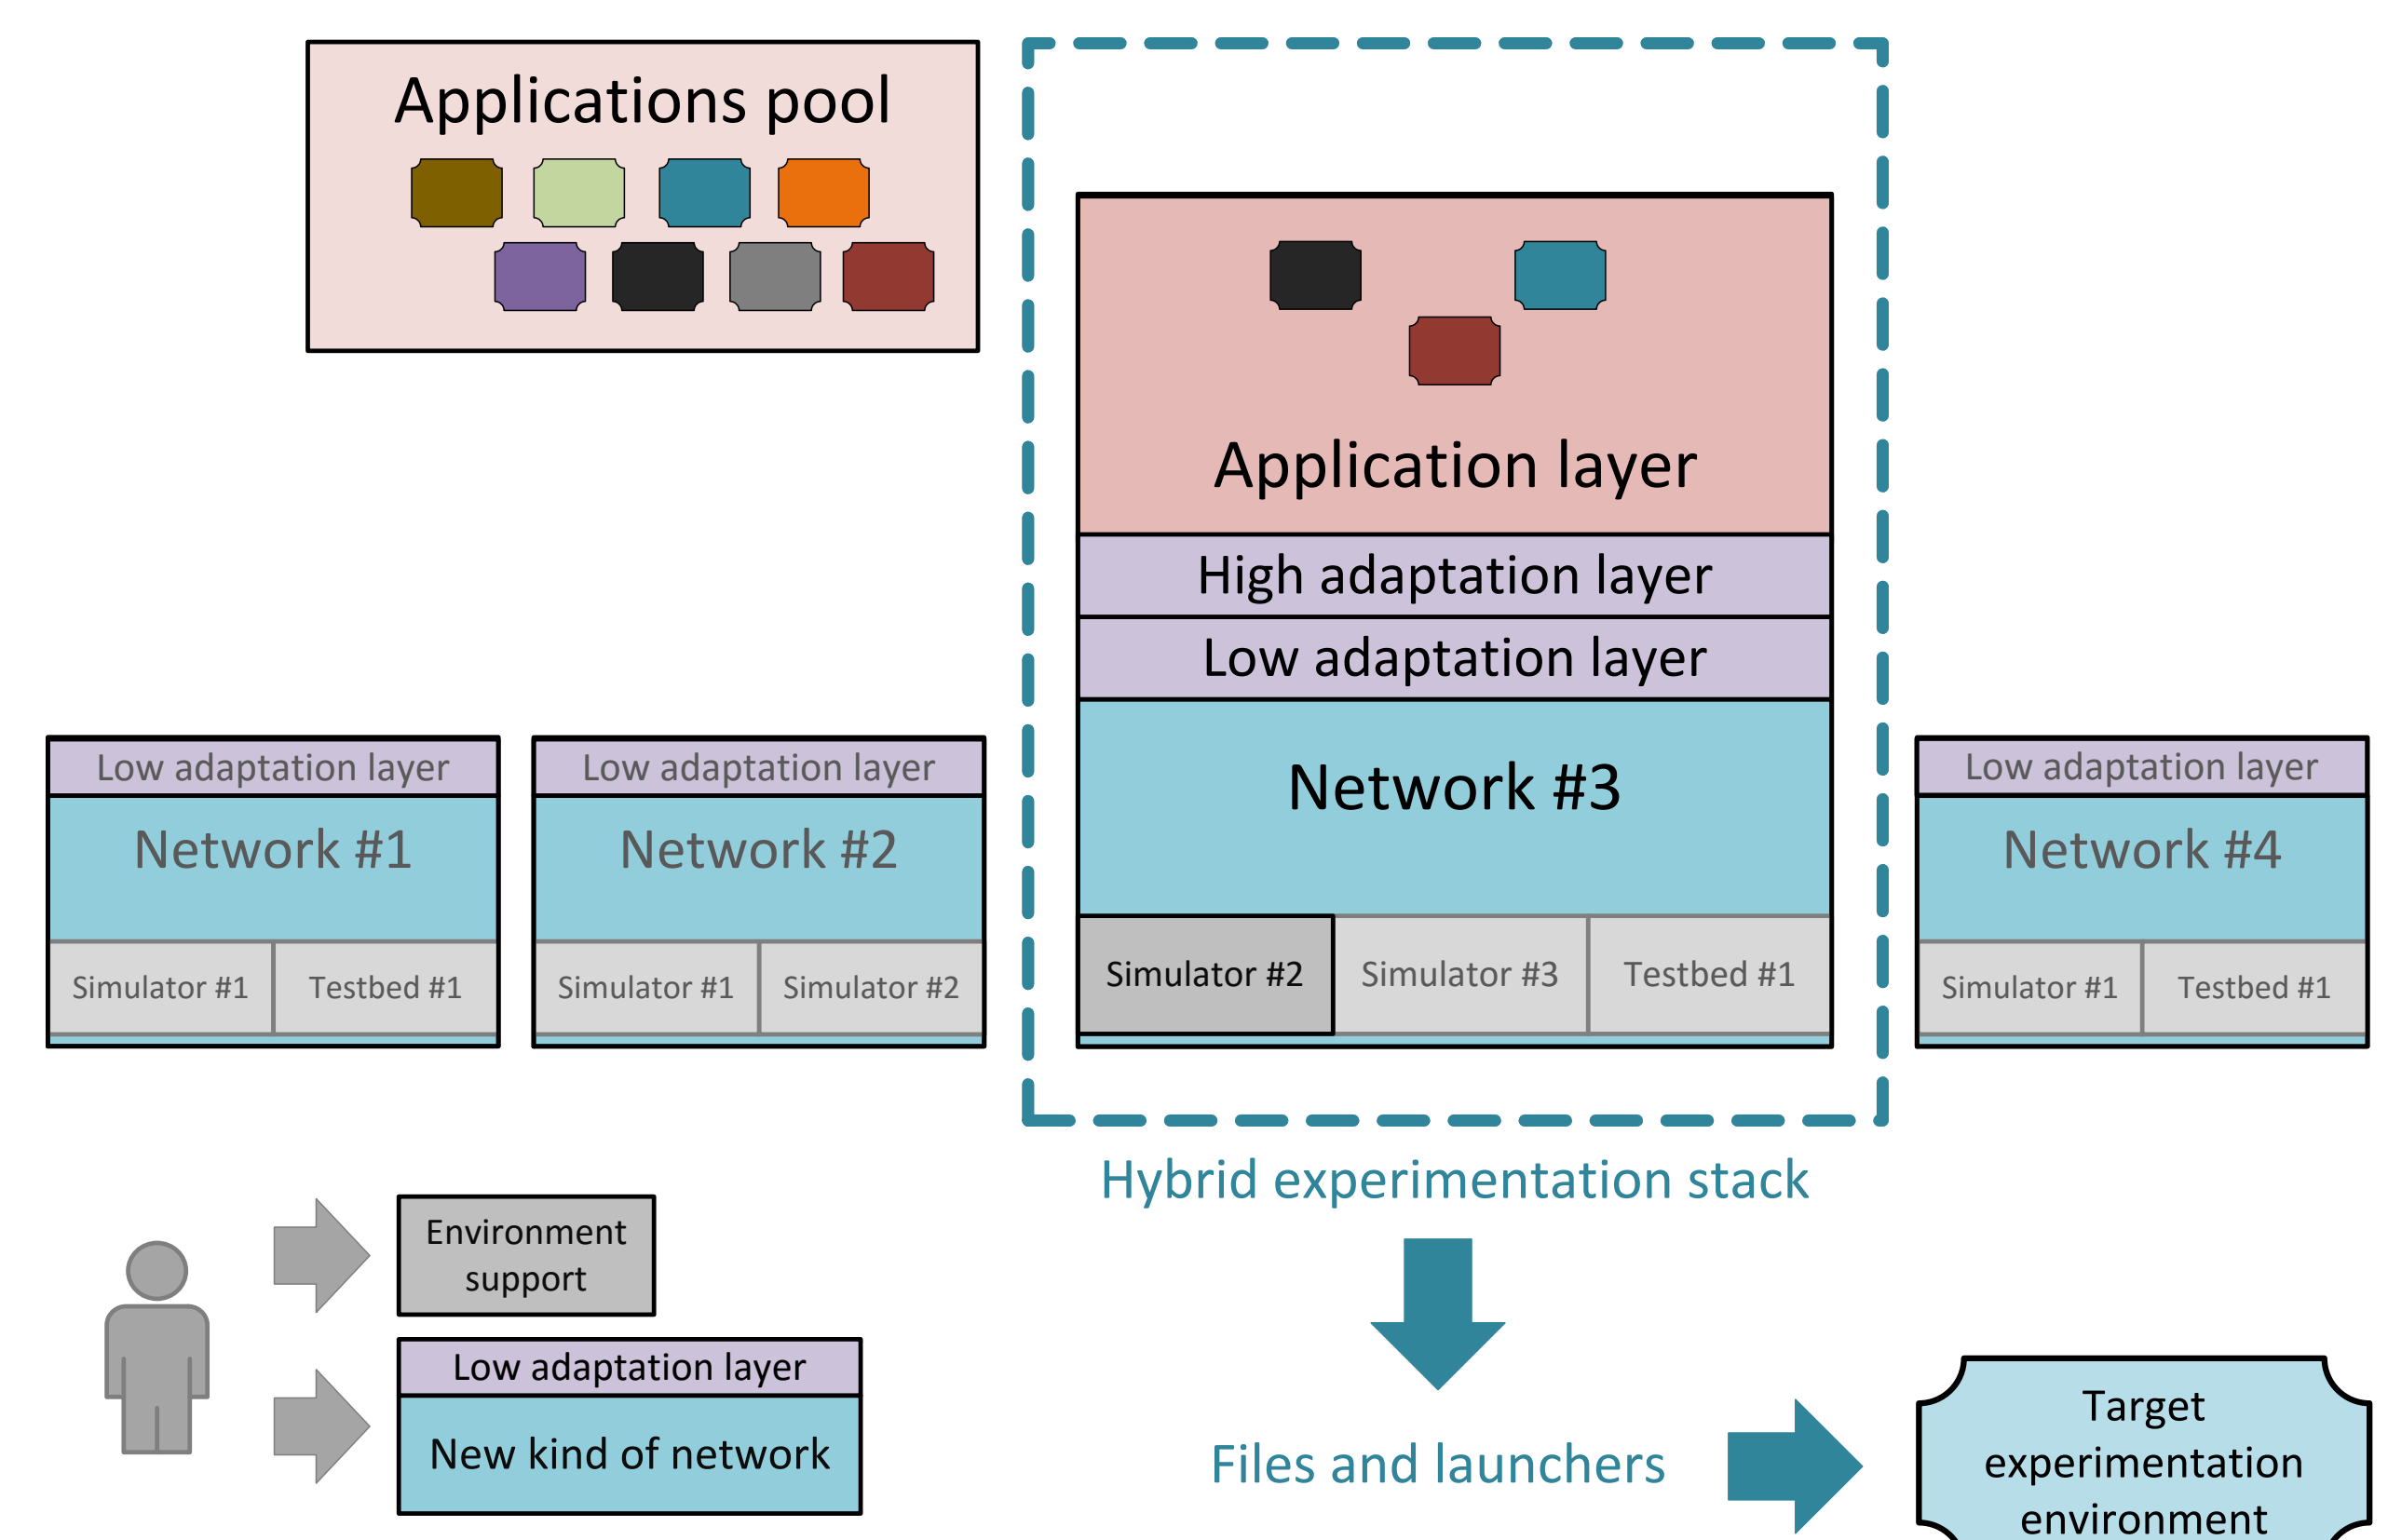 Applications pool
Application layer
High adaptation layer
Low adaptation layer
Network #3
Simulator #2
Simulator #3
Testbed #1
Low adaptation layer
Network #1
Simulator #1
Testbed #1
Low adaptation layer
Network #2
Simulator #1
Simulator #2
Low adaptation layer
Network #4
Simulator #1
Testbed #1
Hybrid experimentation stack
Environment
support
Low adaptation layer
New kind of network
Files and launchers
Target
experimentation
environment